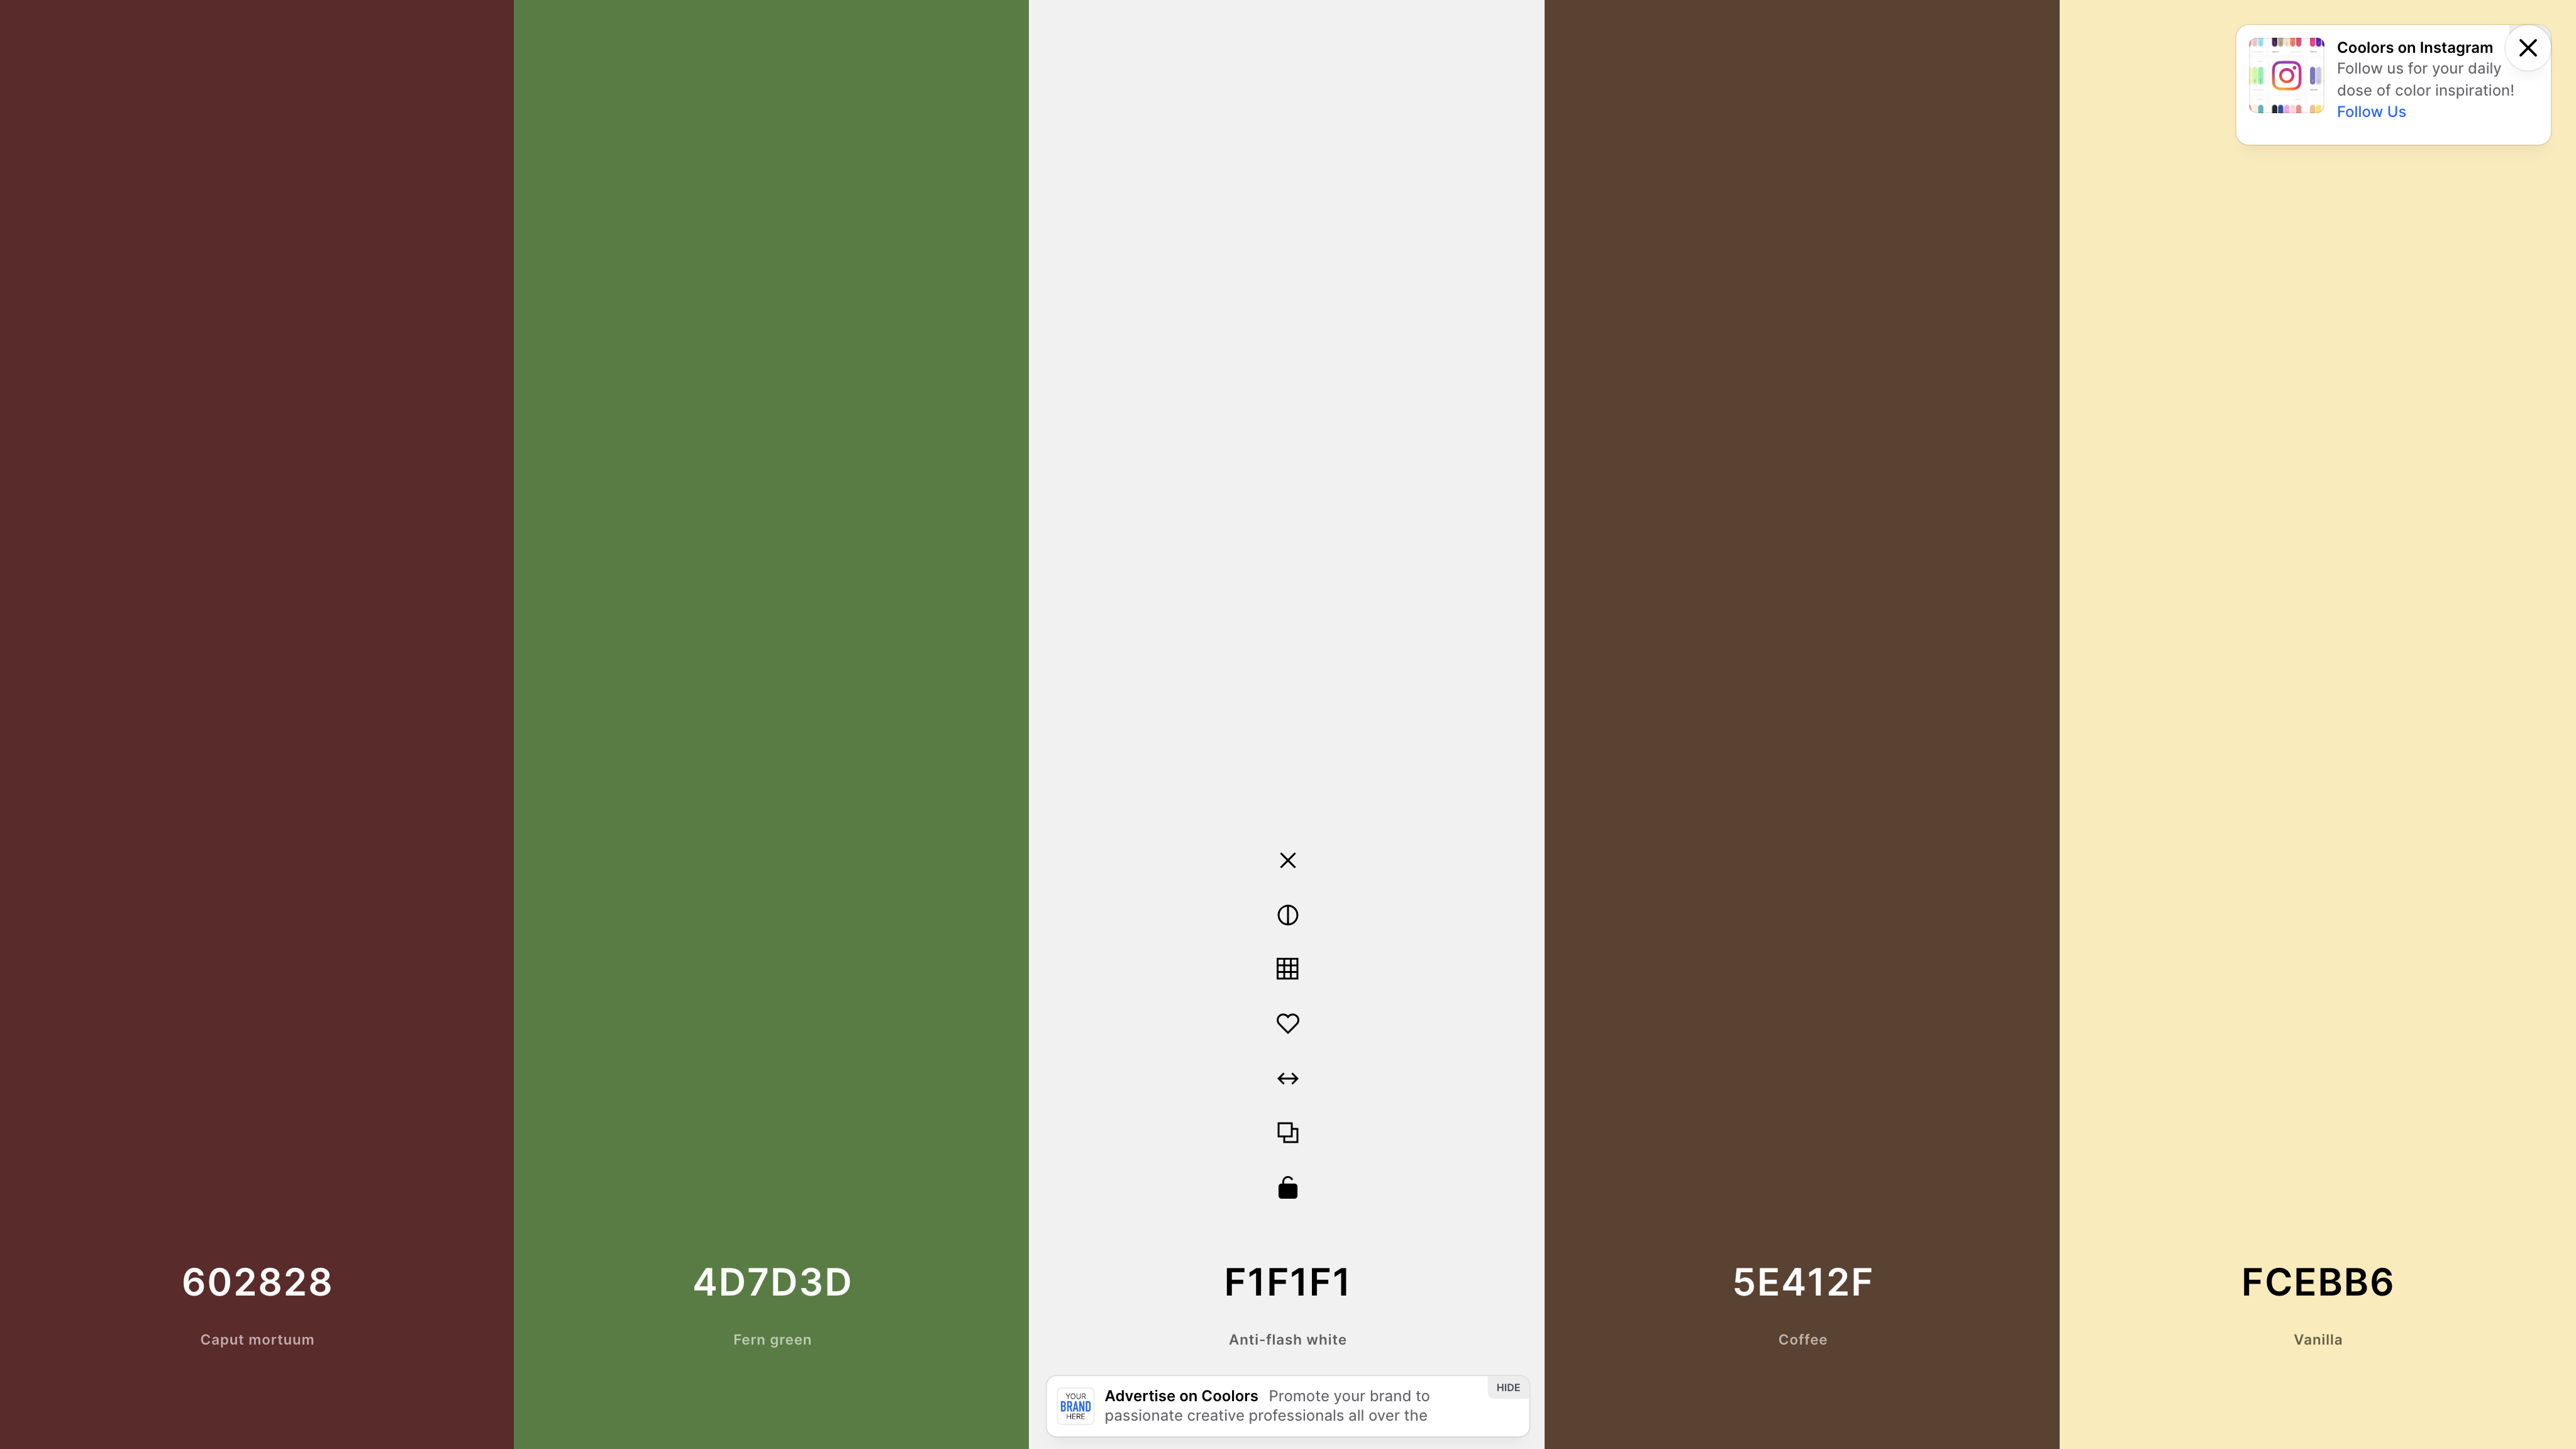 Coolors on Instagram
Follow us for your daily
dose of color inspiration!
Follow Us
602828
Caput mortuum
4D7D3D
Fern green
F1F1F1
Anti-flash white
5E412F
Coffee
FCEBB6
Vanilla
YOUR
BRAND
HERE
Advertise on Coolors Promote your brand to
passionate creative professionals all over the
HIDE